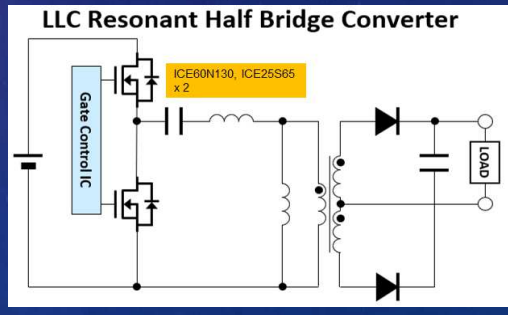 LLC Resonant Half Bridge Converter
ICE60N130, ICE25S65
x 2
Gate Control IC
LOAD